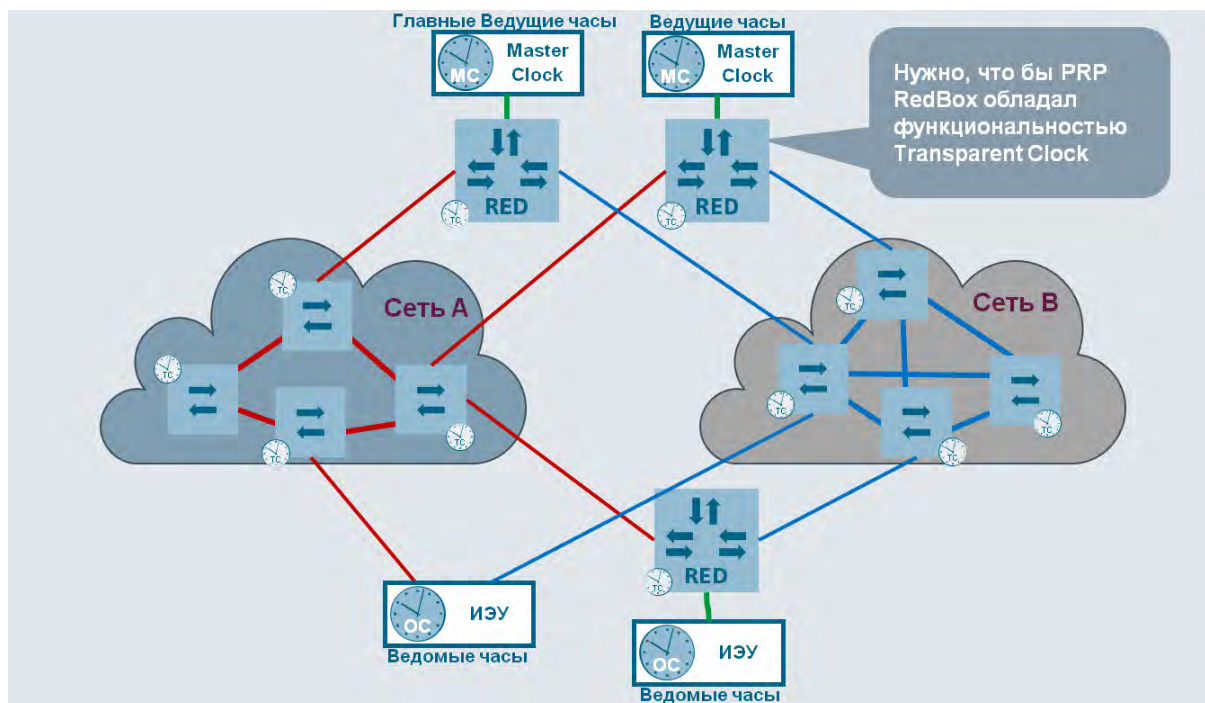 Главные Ведущие часы
Ведущие часы
MC
Master
Clock
MC
Master
Clock
Нужно, что бы PRP
RedBox обладал
функциональностью
Transparent Clock
RED
TC
RED
TC
Сеть A
TC
TC
TC
TC
Сеть B
TC
TC
TC
TC
RED
TC
OC
ИЭУ
Ведомые часы
OC
ИЭУ
Ведомые часы